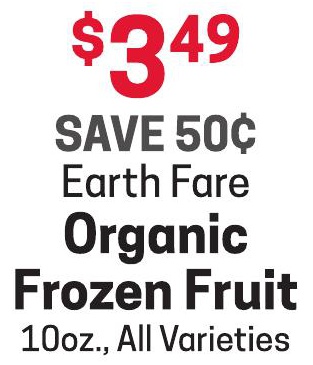 $3.49
SAVE 50¢
Earth Fare
Organic
Frozen Fruit
10oz., All Varieties